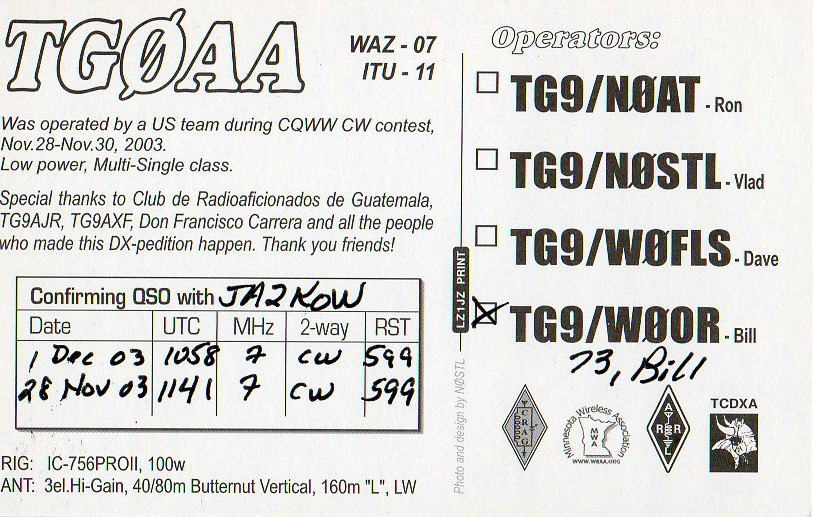 TGØAA
WAZ - 07
ITU - 11
Was operated by a US team during CQWW CW contest,
Nov.28-Nov.30, 2003.
Low power, Multi-Single class.
Special thanks to Club de Radioaficionados de Guatemala,
TG9AJR, TG9AXF, Don Francisco Carrera and all the people
who made this DX-pedition happen. Thank you friends!
Confirming QSO with JA2KOW
Date UTC MHz 2-way RST
1 Dec 03 1058 7 CW 599
28 Nov 03 1141 7 CW 599
RIG: IC-756PROII, 100w
ANT: 3el.Hi-Gain, 40/80m Butternut Vertical, 160m "L", LW
LZ1JZ PRINT
Photo and design by NØSTL
Operators:
TG9/NØAT - Ron
TG9/NØSTL - Vlad
TG9/WØFLS - Dave
TG9/WØOR - Bill
73, Bill
CRAG
Minnesota Wireless Association
MWA
WWW.W0AA.ORG
ARRL
TCDXA